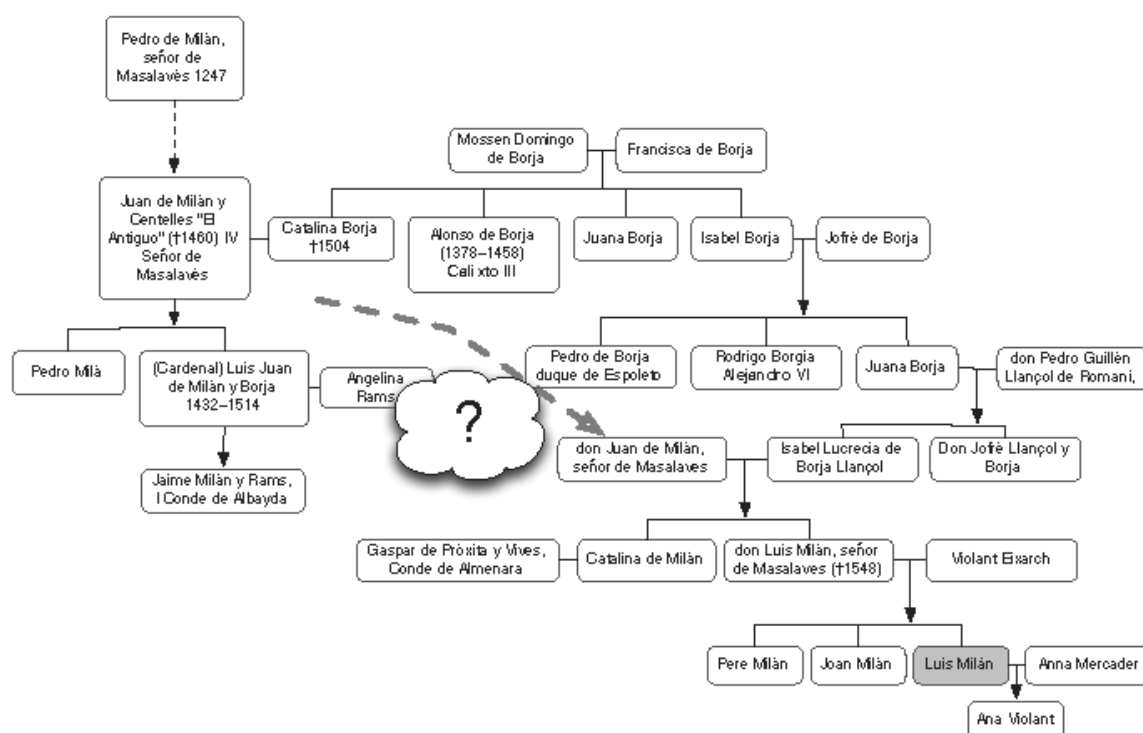 Pedro de Milàn,
señor de
Masalavès 1247
Mossen Domingo
de Borja
Francisca de Borja
Juan de Milàn y
Centelles "El
Antiguo" (†1460) IV
Señor de
Masalavès
Catalina Borja
†1504
Alonso de Borja
(1378–1458)
Calixto III
Juana Borja
Isabel Borja
Jofrè de Borja
Pedro Milà
(Cardenal) Luis Juan
de Milàn y Borja
1432–1514
Angelina
Rams
Pedro de Borja
duque de Espoleto
Rodrigo Borgia
Alejandro VI
Juana Borja
don Pedro Guillèn
Llançol de Romani,
?
Jaime Milàn y Rams,
I Conde de Albayda
don Juan de Milàn,
señor de Masalaves
Isabel Lucrecia de
Borja Llançol
Don Jofrè Llançol y
Borja
Gaspar de Pròxita y Vives,
Conde de Almenara
Catalina de Milàn
don Luis Milàn, señor
de Masalaves (†1548)
Violant Eixarch
Pere Milàn
Joan Milàn
Luis Milàn
Anna Mercader
Ana Violant